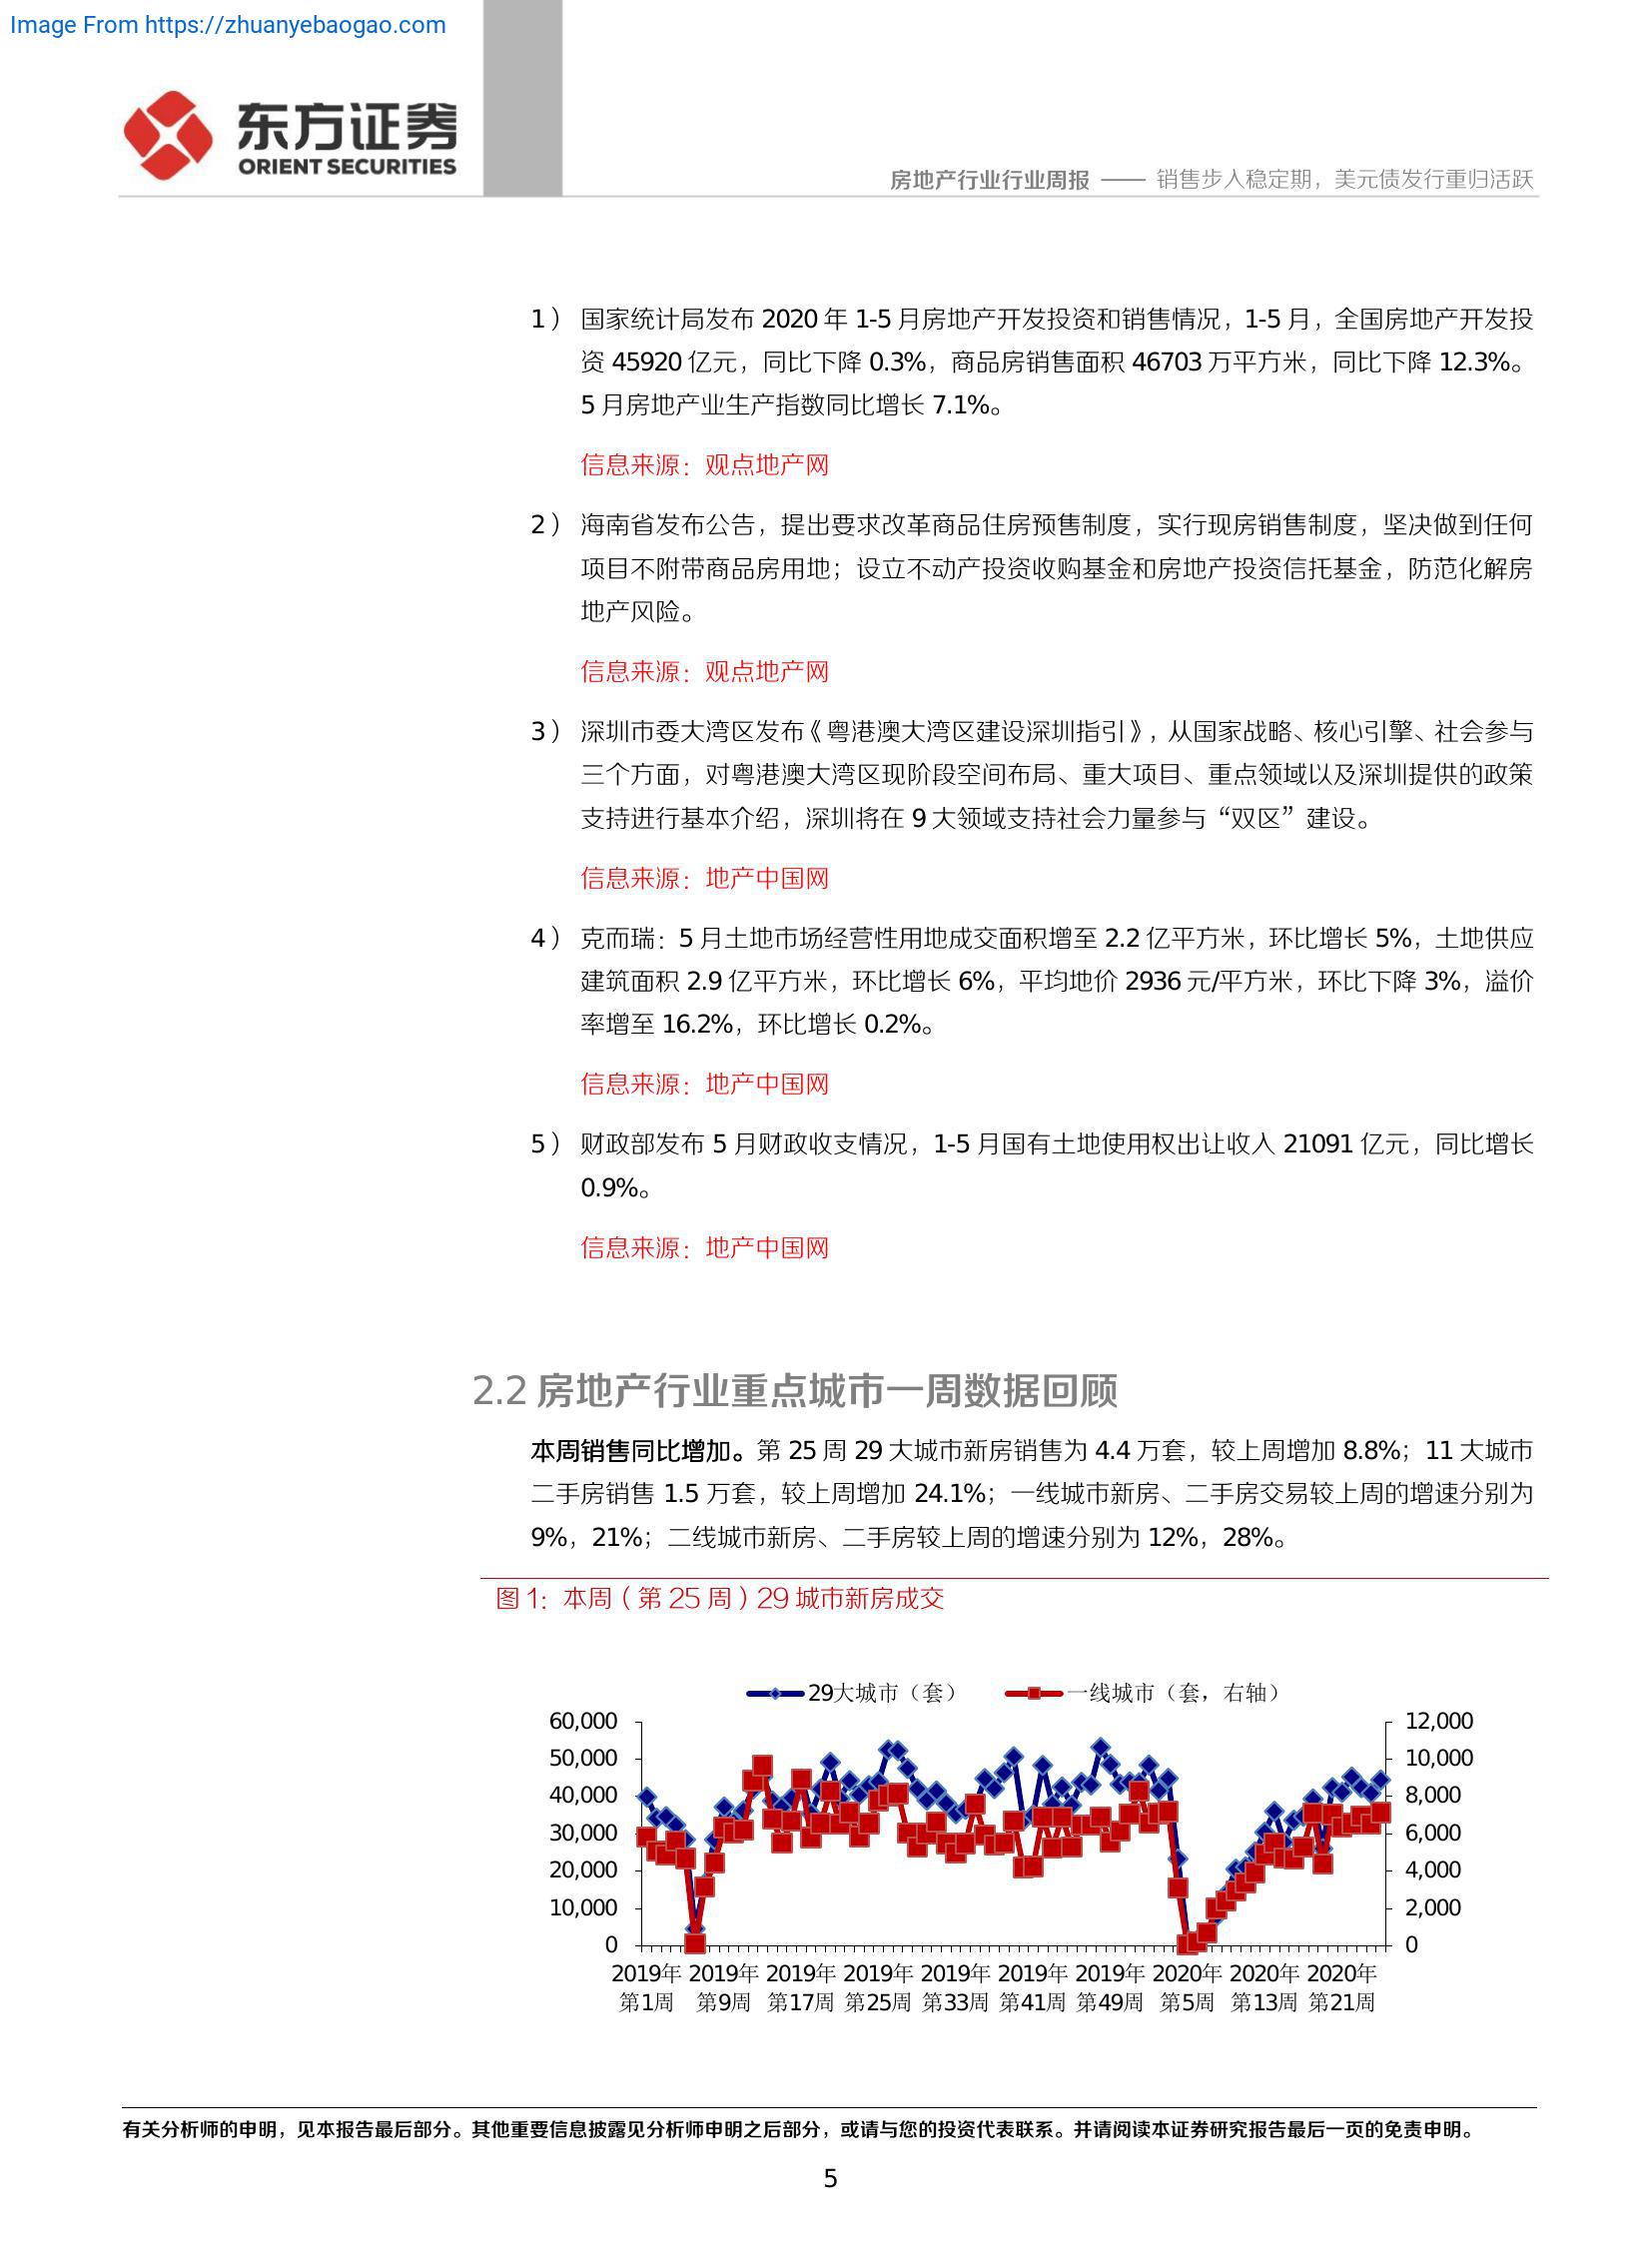 Image From https://zhuanyebaogao.com
东方证券
ORIENT SECURITIES
房地产行业行业周报 —— 销售步入稳定期，美元债发行重归活跃
1） 国家统计局发布 2020 年 1-5 月房地产开发投资和销售情况，1-5 月，全国房地产开发投
资 45920 亿元，同比下降 0.3%，商品房销售面积 46703 万平方米，同比下降 12.3%。
5 月房地产业生产指数同比增长 7.1%。
信息来源：观点地产网
2） 海南省发布公告，提出要求改革商品住房预售制度，实行现房销售制度，坚决做到任何
项目不附带商品房用地；设立不动产投资收购基金和房地产投资信托基金，防范化解房
地产风险。
信息来源：观点地产网
3） 深圳市委大湾区发布《粤港澳大湾区建设深圳指引》，从国家战略、核心引擎、社会参与
三个方面，对粤港澳大湾区现阶段空间布局、重大项目、重点领域以及深圳提供的政策
支持进行基本介绍，深圳将在 9 大领域支持社会力量参与“双区”建设。
信息来源：地产中国网
4） 克而瑞：5 月土地市场经营性用地成交面积增至 2.2 亿平方米，环比增长 5%，土地供应
建筑面积 2.9 亿平方米，环比增长 6%，平均地价 2936 元/平方米，环比下降 3%，溢价
率增至 16.2%，环比增长 0.2%。
信息来源：地产中国网
5） 财政部发布 5 月财政收支情况，1-5 月国有土地使用权出让收入 21091 亿元，同比增长
0.9%。
信息来源：地产中国网
2.2 房地产行业重点城市一周数据回顾
本周销售同比增加。第 25 周 29 大城市新房销售为 4.4 万套，较上周增加 8.8%；11 大城市
二手房销售 1.5 万套，较上周增加 24.1%；一线城市新房、二手房交易较上周的增速分别为
9%，21%；二线城市新房、二手房较上周的增速分别为 12%，28%。
图 1：本周（第 25 周）29 城市新房成交
29大城市（套） 一线城市（套，右轴）
60,000 12,000
50,000 10,000
40,000 8,000
30,000 6,000
20,000 4,000
10,000 2,000
0 0
2019年 2019年 2019年 2019年 2019年 2019年 2019年 2020年 2020年 2020年
第1周 第9周 第17周 第25周 第33周 第41周 第49周 第5周 第13周 第21周
有关分析师的申明，见本报告最后部分。其他重要信息披露见分析师申明之后部分，或请与您的投资代表联系。并请阅读本证券研究报告最后一页的免责申明。
5